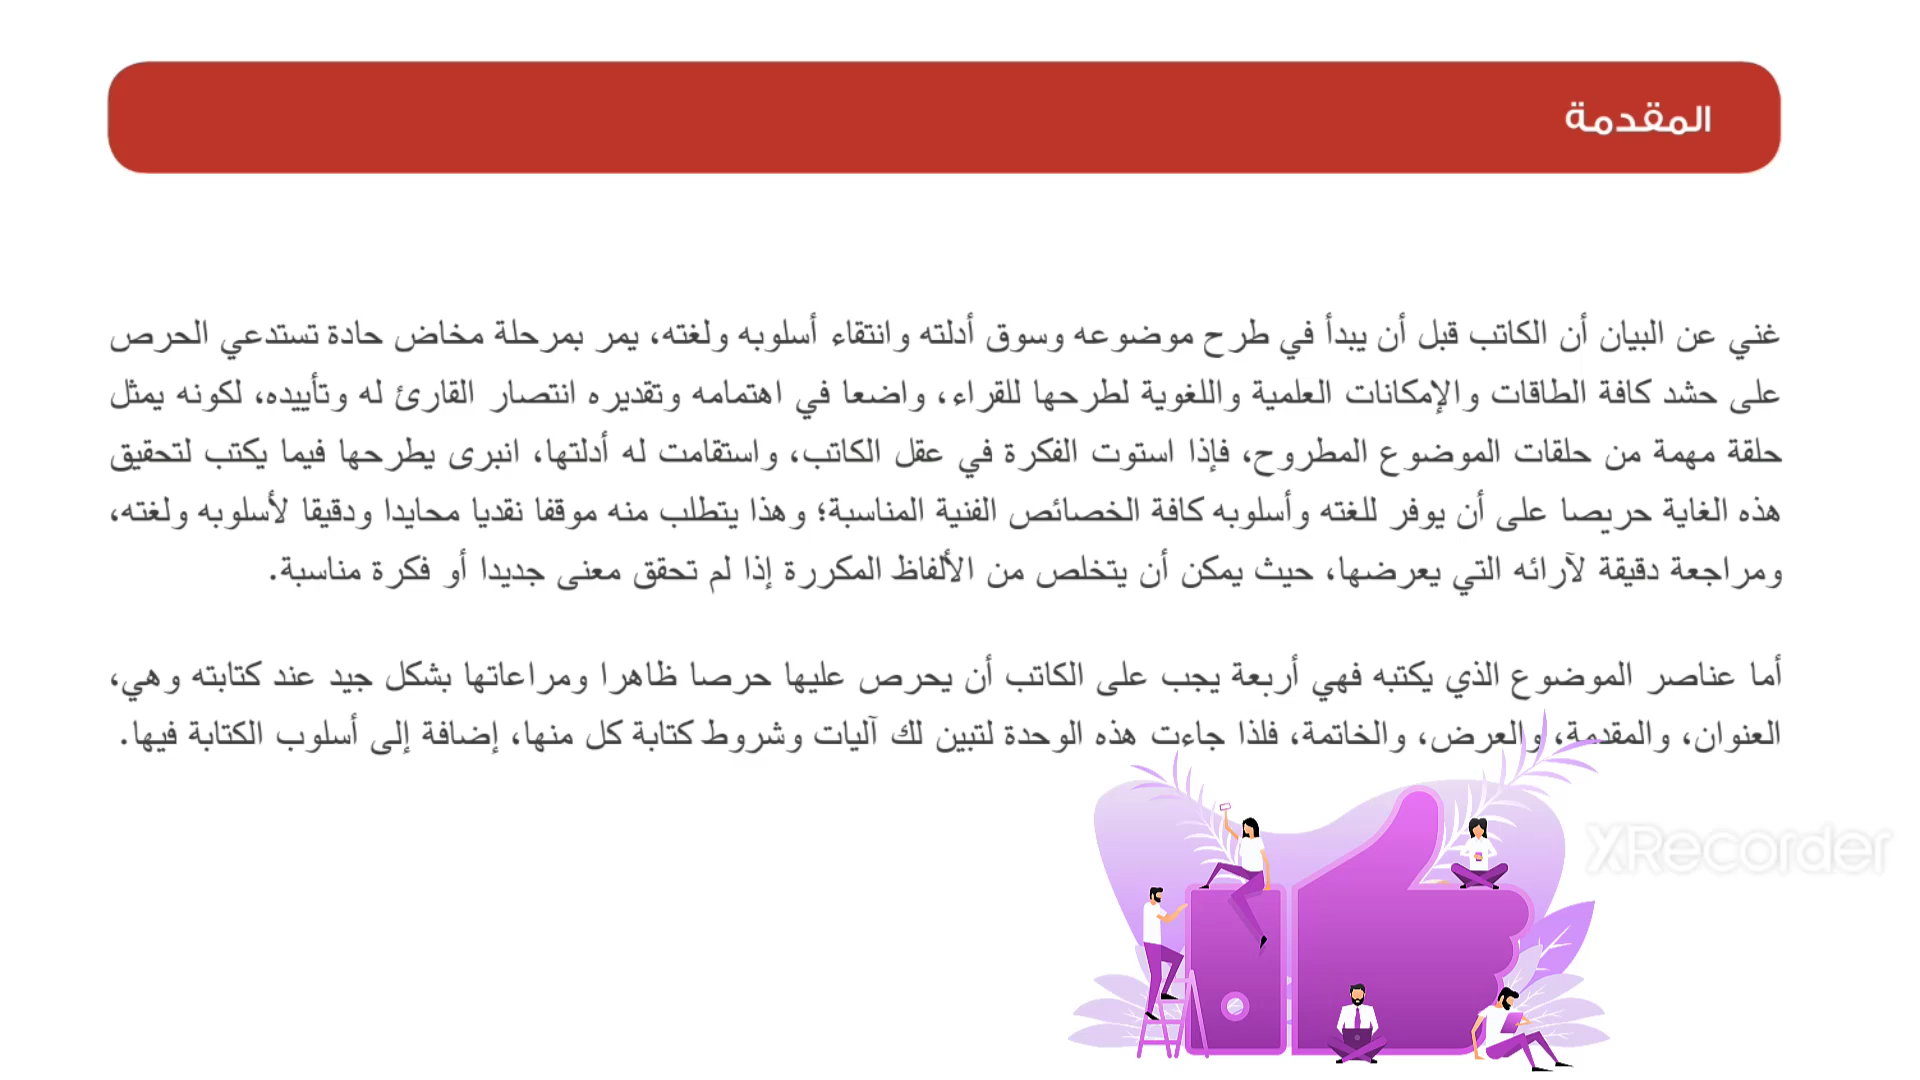 المقدمة
غني عن البيان أن الكاتب قبل أن يبدأ في طرح موضوعه وسوق أدلته وانتقاء أسلوبه ولغته، يمر بمرحلة مخاض حادة تستدعي الحرص
على حشد كافة الطاقات والإمكانات العلمية واللغوية لطرحها للقراء، واضعا في اهتمامه وتقديره انتصار القارئ له وتأييده، لكونه يمثل
حلقة مهمة من حلقات الموضوع المطروح، فإذا استوت الفكرة في عقل الكاتب، واستقامت له أدلتها، انبرى يطرحها فيما يكتب لتحقيق
هذه الغاية حريصا على أن يوفر للغته وأسلوبه كافة الخصائص الفنية المناسبة؛ وهذا يتطلب منه موقفا نقديا محايدا ودقيقا لأسلوبه ولغته،
ومراجعة دقيقة لآرائه التي يعرضها، حيث يمكن أن يتخلص من الألفاظ المكررة إذا لم تحقق معنى جديدا أو فكرة مناسبة.
أما عناصر الموضوع الذي يكتبه فهي أربعة يجب على الكاتب أن يحرص عليها حرصا ظاهرا ومراعاتها بشكل جيد عند كتابته وهي،
العنوان، والمقدمة، والعرض، والخاتمة، فلذا جاءت هذه الوحدة لتبين لك آليات وشروط كتابة كل منها، إضافة إلى أسلوب الكتابة فيها.
XRecorder